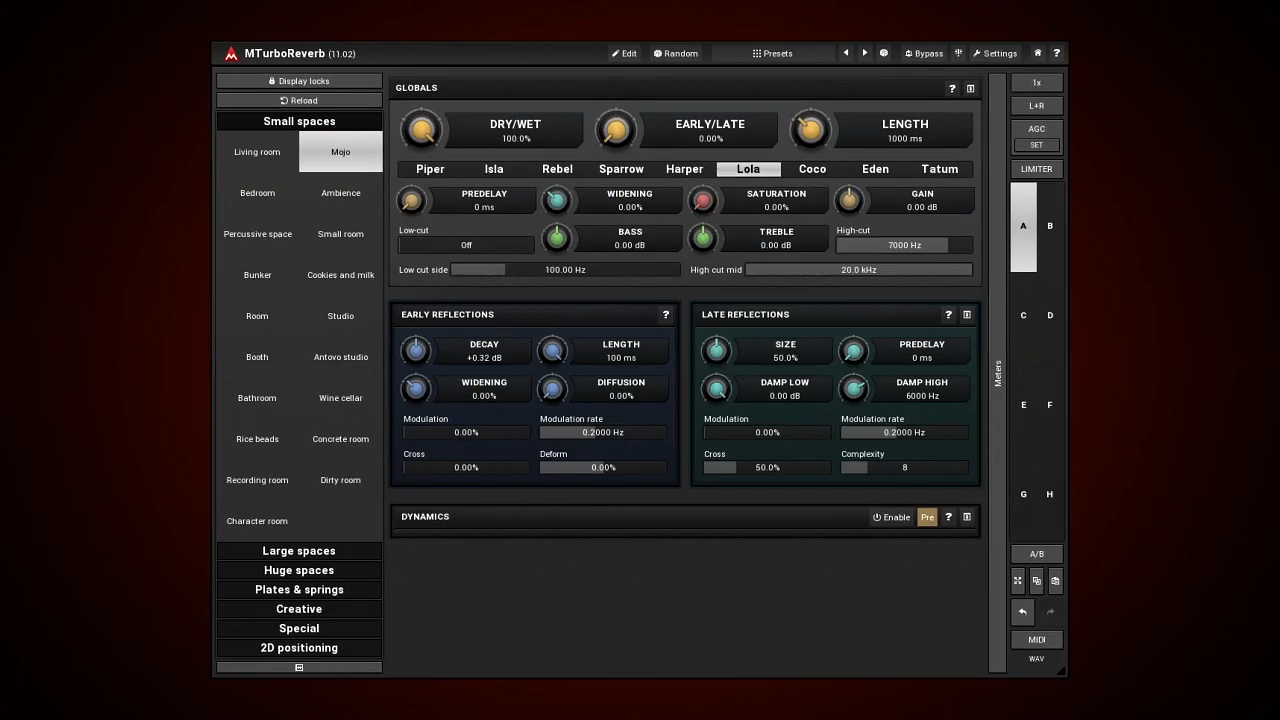 MTurboReverb (11.02)
Edit
Random
Presets
Bypass
Settings
?
Display locks
Reload
Small spaces
Living room
Mojo
Bedroom
Ambience
Percussive space
Small room
Bunker
Cookies and milk
Room
Studio
Booth
Antovo studio
Bathroom
Wine cellar
Rice beads
Concrete room
Recording room
Dirty room
Character room
Large spaces
Huge spaces
Plates & springs
Creative
Special
2D positioning
GLOBALS
?
DRY/WET
100.0%
EARLY/LATE
0.00%
LENGTH
1000 ms
Piper
Isla
Rebel
Sparrow
Harper
Lola
Coco
Eden
Tatum
PREDELAY
0 ms
WIDENING
0.00%
SATURATION
0.00%
GAIN
0.00 dB
Low-cut
Off
BASS
0.00 dB
TREBLE
0.00 dB
High-cut
7000 Hz
Low cut side
100.00 Hz
High cut mid
20.0 kHz
EARLY REFLECTIONS
?
DECAY
+0.32 dB
LENGTH
100 ms
WIDENING
0.00%
DIFFUSION
0.00%
Modulation
0.00%
Modulation rate
0.2000 Hz
Cross
0.00%
Deform
0.00%
LATE REFLECTIONS
?
SIZE
50.0%
PREDELAY
0 ms
DAMP LOW
0.00 dB
DAMP HIGH
6000 Hz
Modulation
0.00%
Modulation rate
0.2000 Hz
Cross
50.0%
Complexity
8
DYNAMICS
Enable
Pre
?
Meters
1x
L+R
AGC
SET
LIMITER
A
B
C
D
E
F
G
H
A/B
MIDI
WAV